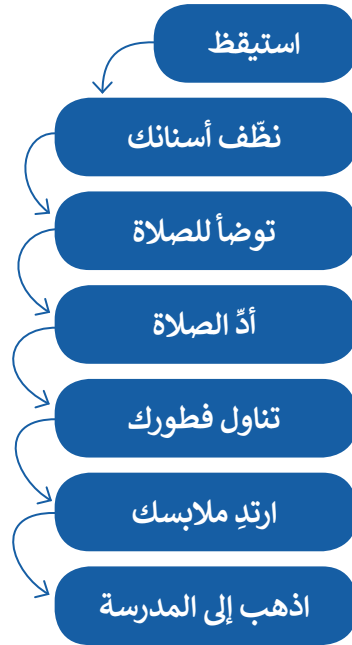 استيقظ
نظّف أسنانك
توضأ للصلاة
أدِّ الصلاة
تناول فطورك
ارتدِ ملابسك
اذهب إلى المدرسة